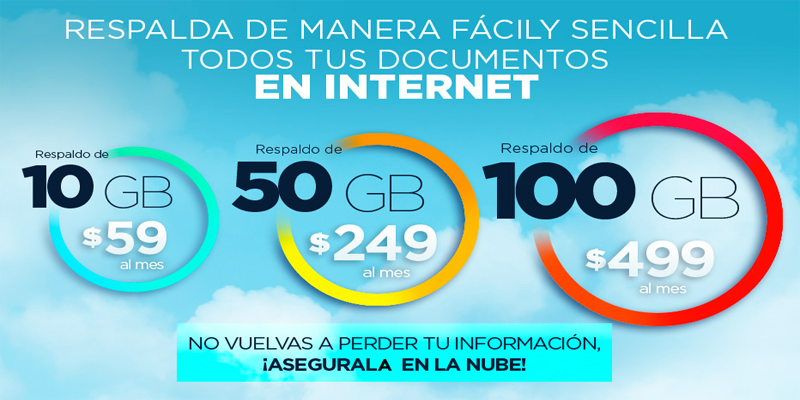 RESPALDA DE MANERA FÁCILY SENCILLA
TODOS TUS DOCUMENTOS
EN INTERNET
Respaldo de
10 GB
$59
al mes
Respaldo de
50 GB
$249
al mes
Respaldo de
100 GB
$499
al mes
NO VUELVAS A PERDER TU INFORMACIÓN,
¡ASEGURALA EN LA NUBE!